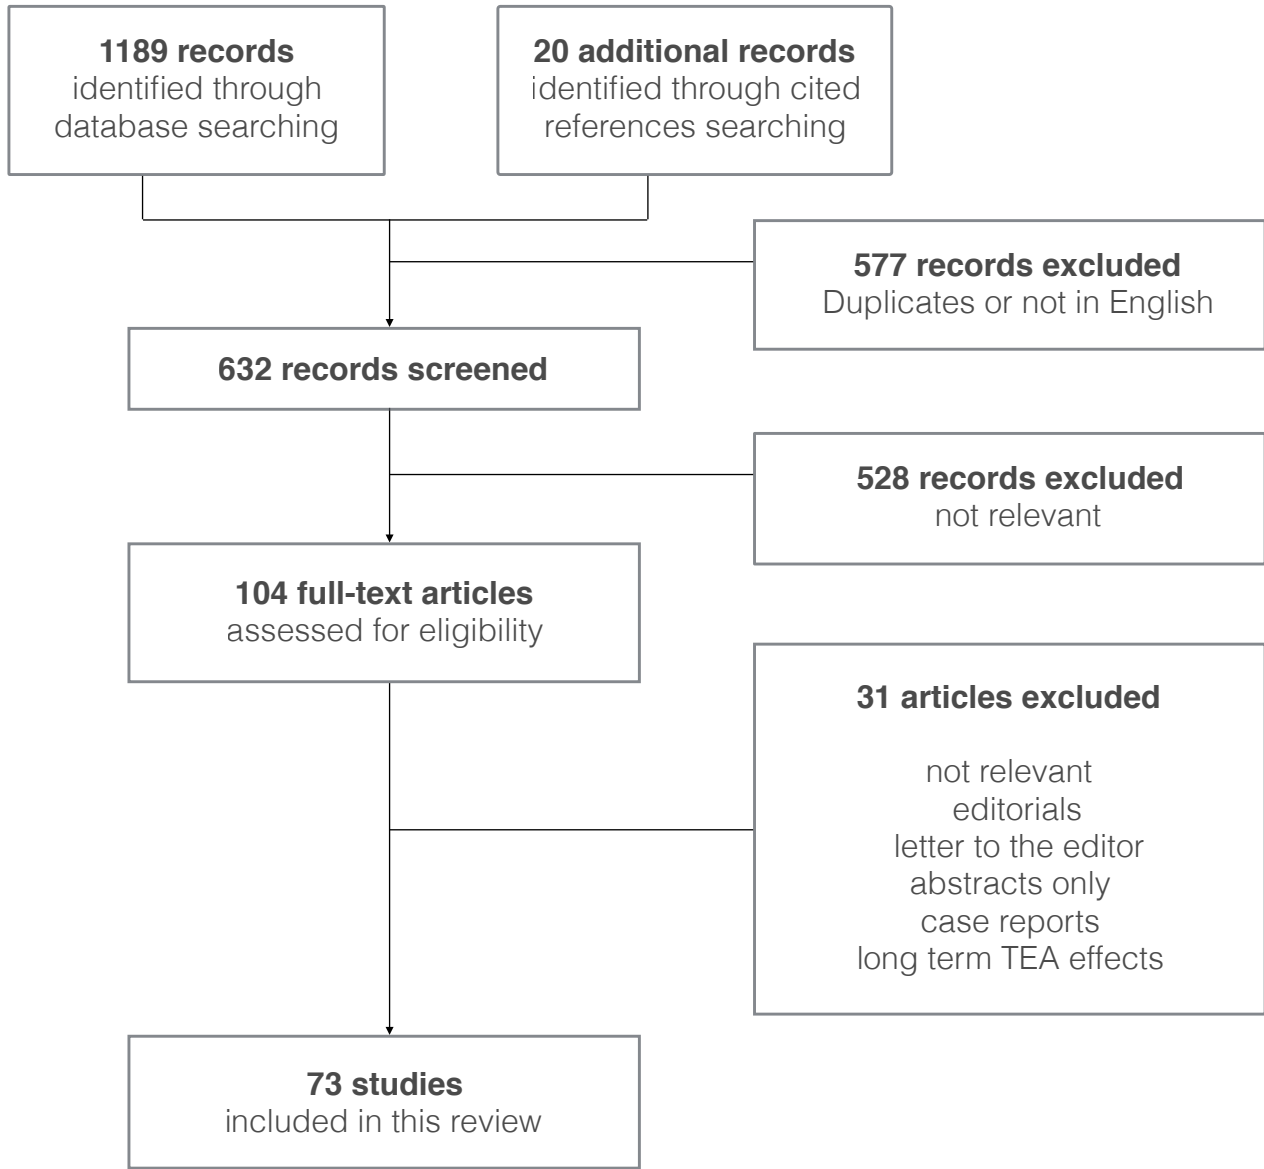 1189 records
identified through
database searching
20 additional records
identified through cited
references searching
577 records excluded
Duplicates or not in English
632 records screened
528 records excluded
not relevant
104 full-text articles
assessed for eligibility
31 articles excluded
not relevant
editorials
letter to the editor
abstracts only
case reports
long term TEA effects
73 studies
included in this review